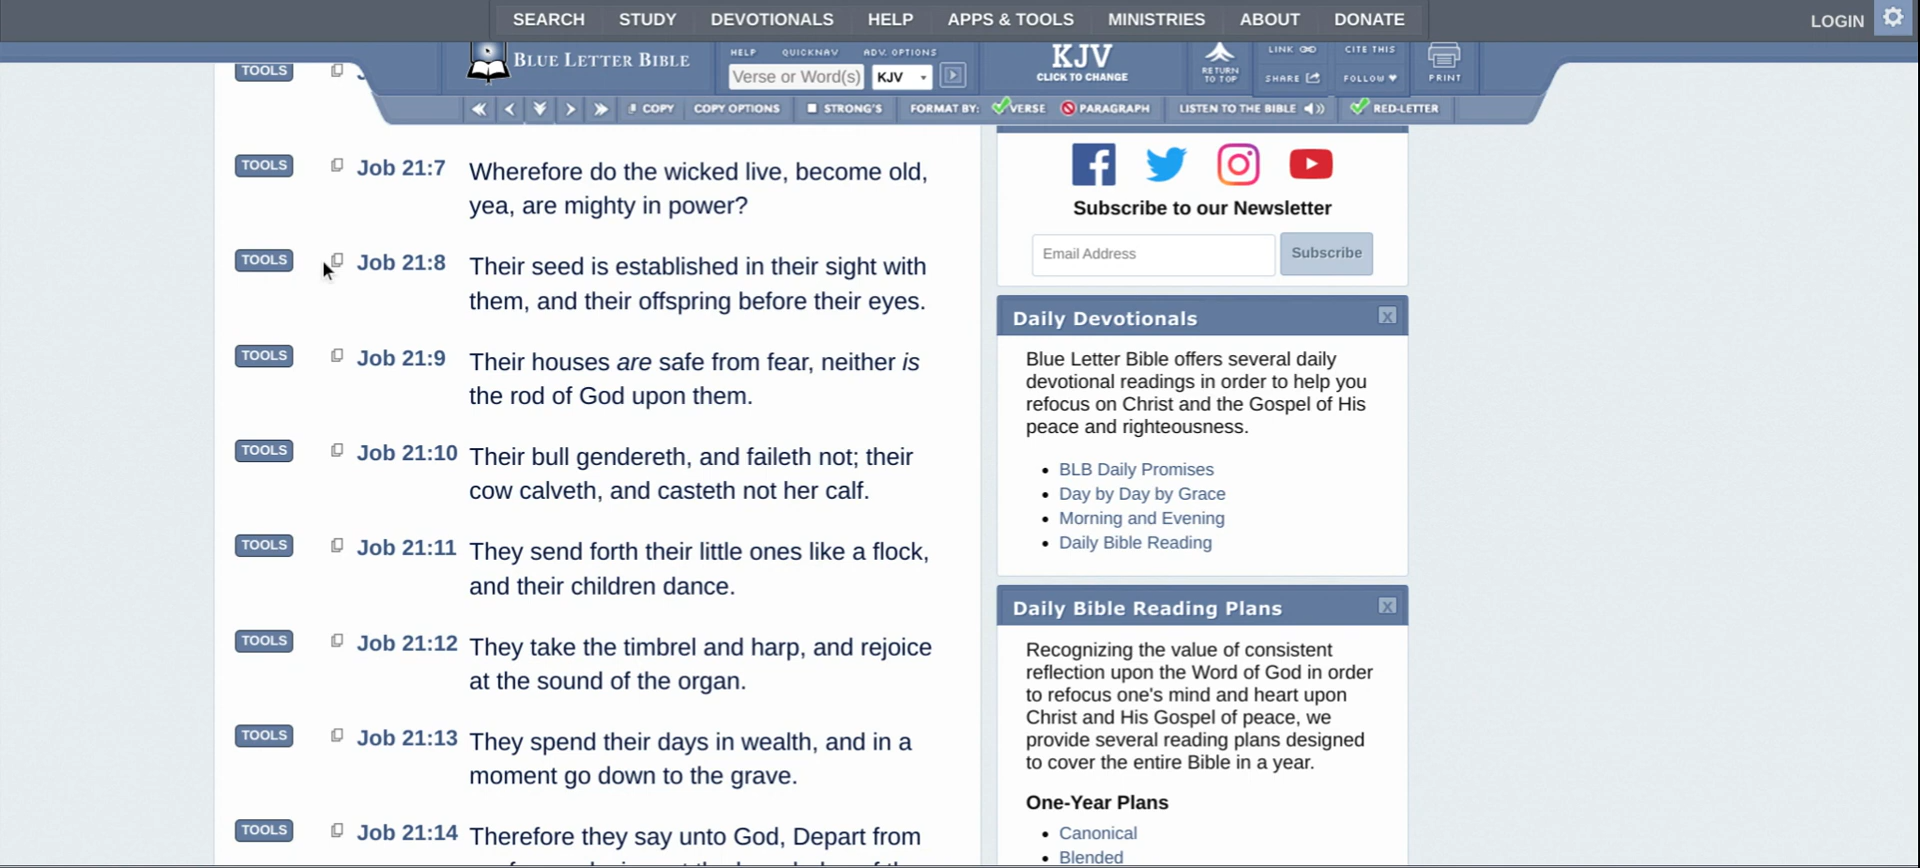 SEARCH STUDY DEVOTIONALS HELP APPS & TOOLS MINISTRIES ABOUT DONATE LOGIN
BLUE LETTER BIBLE
HELP QUICKNAV ADV. OPTIONS
Verse or Word(s) KJV
KJV
CLICK TO CHANGE
RETURN
TO TOP
LINK CITE THIS
SHARE FOLLOW
PRINT
COPY COPY OPTIONS STRONG'S FORMAT BY: VERSE PARAGRAPH LISTEN TO THE BIBLE RED-LETTER
TOOLS
TOOLS Job 21:7 Wherefore do the wicked live, become old,
yea, are mighty in power?
TOOLS Job 21:8 Their seed is established in their sight with
them, and their offspring before their eyes.
TOOLS Job 21:9 Their houses are safe from fear, neither is
the rod of God upon them.
TOOLS Job 21:10 Their bull gendereth, and faileth not; their
cow calveth, and casteth not her calf.
TOOLS Job 21:11 They send forth their little ones like a flock,
and their children dance.
TOOLS Job 21:12 They take the timbrel and harp, and rejoice
at the sound of the organ.
TOOLS Job 21:13 They spend their days in wealth, and in a
moment go down to the grave.
TOOLS Job 21:14 Therefore they say unto God, Depart from
Subscribe to our Newsletter
Email Address Subscribe
Daily Devotionals X
Blue Letter Bible offers several daily
devotional readings in order to help you
refocus on Christ and the Gospel of His
peace and righteousness.
• BLB Daily Promises
• Day by Day by Grace
• Morning and Evening
• Daily Bible Reading
Daily Bible Reading Plans X
Recognizing the value of consistent
reflection upon the Word of God in order
to refocus one's mind and heart upon
Christ and His Gospel of peace, we
provide several reading plans designed
to cover the entire Bible in a year.
One-Year Plans
• Canonical
• Blended